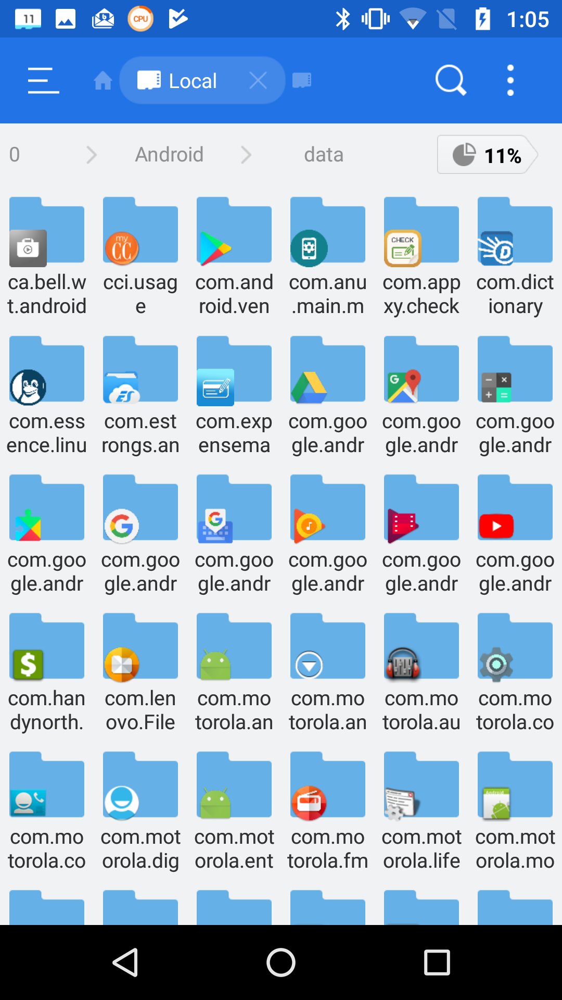 11
CPU
1:05
Local
0
Android
data
11%
my
CC
CHECK
D
ca.bell.w
t.android
cci.usag
e
com.and
roid.ven
com.anu
.main.m
com.app
xy.check
com.dict
ionary
ES
G
com.ess
ence.linu
com.est
rongs.an
com.exp
ensema
com.goo
gle.andr
com.goo
gle.andr
com.goo
gle.andr
G
G
com.goo
gle.andr
com.goo
gle.andr
com.goo
gle.andr
com.goo
gle.andr
com.goo
gle.andr
com.goo
gle.andr
$
com.han
dynorth.
com.len
ovo.File
com.mo
torola.an
com.mo
torola.an
com.mo
torola.au
com.mo
torola.co
Android
com.mo
torola.co
com.mot
orola.dig
com.mot
orola.ent
com.mo
torola.fm
com.mot
orola.life
com.mot
orola.mo